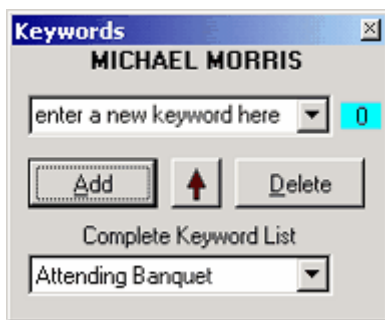 Keywords
MICHAEL MORRIS
enter a new keyword here 0
Add Delete
Complete Keyword List
Attending Banquet